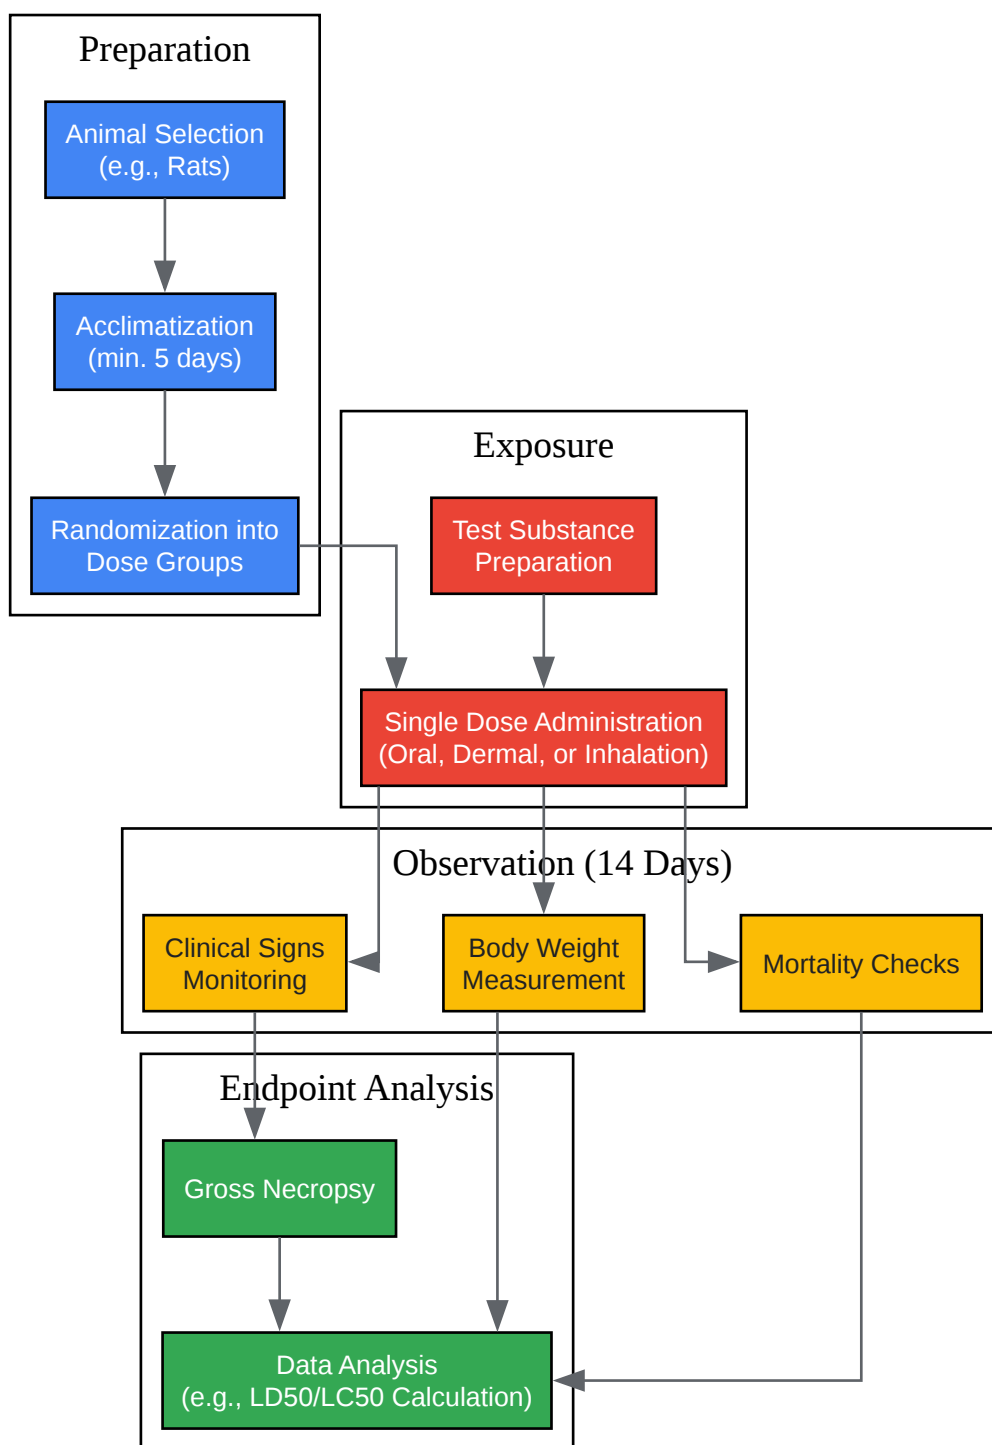 Preparation
Animal Selection
(e.g., Rats)
Acclimatization
(min. 5 days)
Randomization into
Dose Groups
Exposure
Test Substance
Preparation
Single Dose Administration
(Oral, Dermal, or Inhalation)
Observation (14 Days)
Clinical Signs
Monitoring
Body Weight
Measurement
Mortality Checks
Endpoint Analysis
Gross Necropsy
Data Analysis
(e.g., LD50/LC50 Calculation)